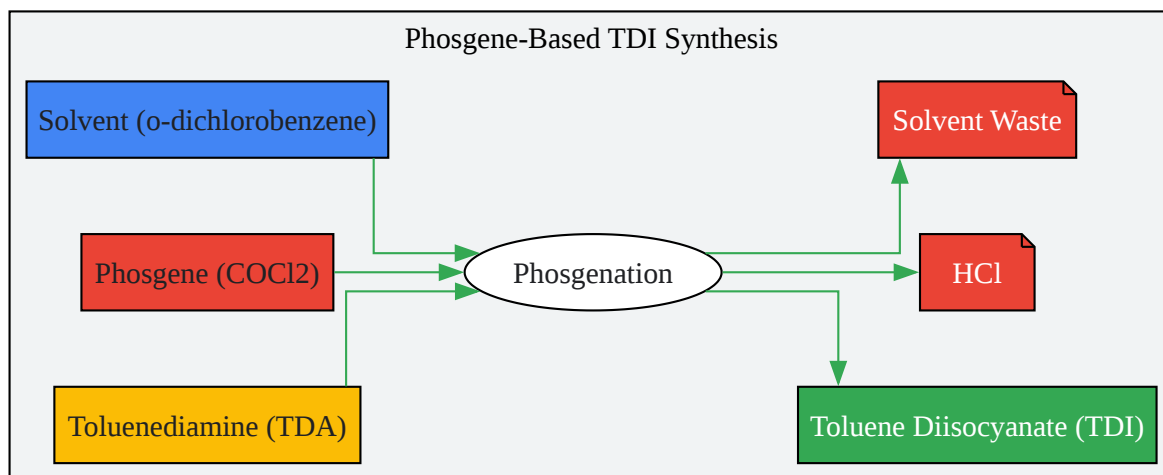 Phosgene-Based TDI Synthesis
Solvent (o-dichlorobenzene)
Solvent Waste
Phosgene (COCl2)
Phosgenation
HCl
Toluenediamine (TDA)
Toluene Diisocyanate (TDI)